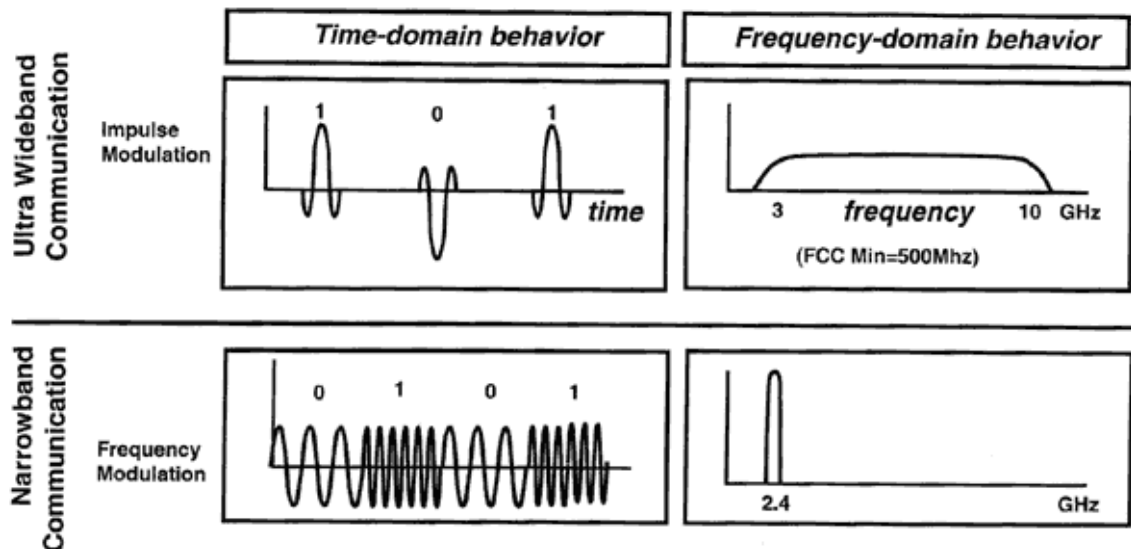 Time-domain behavior
Frequency-domain behavior
Ultra Wideband
Communication
Impulse
Modulation
1 0 1
time
3 frequency 10 GHz
(FCC Min=500Mhz)
Narrowband
Communication
Frequency
Modulation
0 1 0 1
2.4 GHz